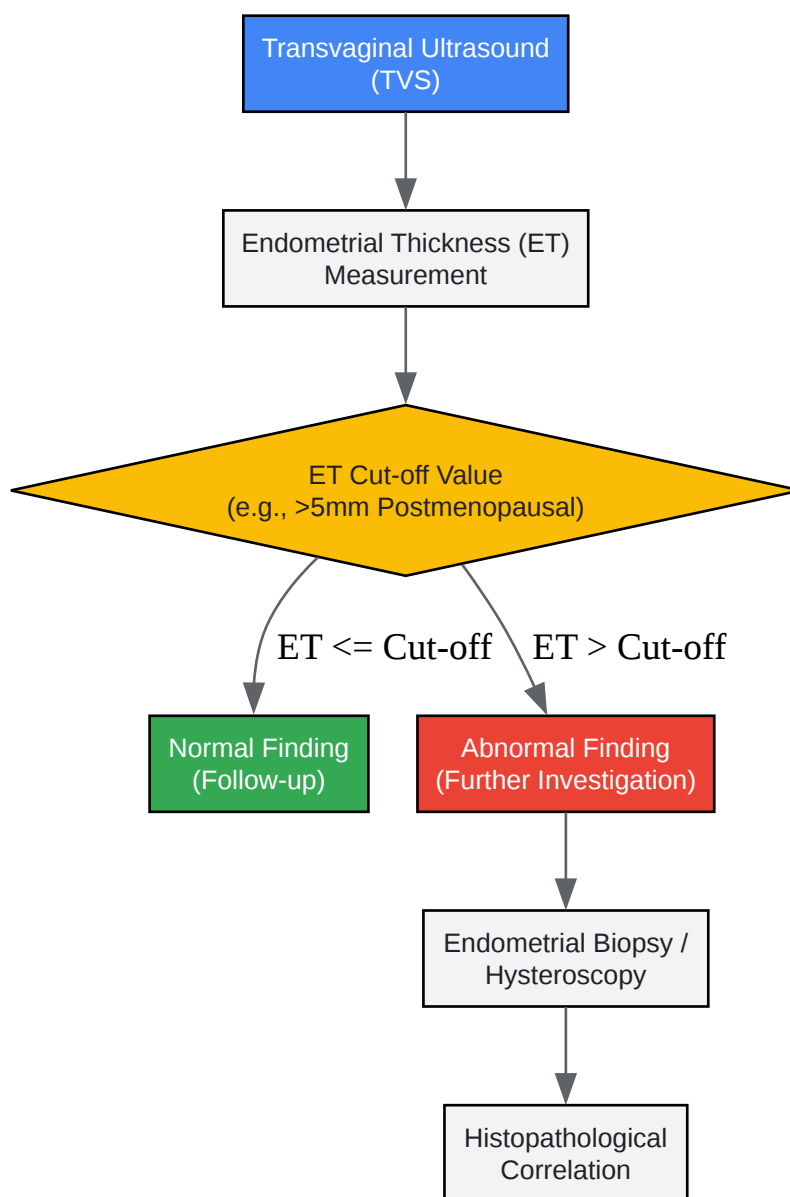 Transvaginal Ultrasound
(TVS)
Endometrial Thickness (ET)
Measurement
ET Cut-off Value
(e.g., >5mm Postmenopausal)
ET <= Cut-off
ET > Cut-off
Normal Finding
(Follow-up)
Abnormal Finding
(Further Investigation)
Endometrial Biopsy /
Hysteroscopy
Histopathological
Correlation